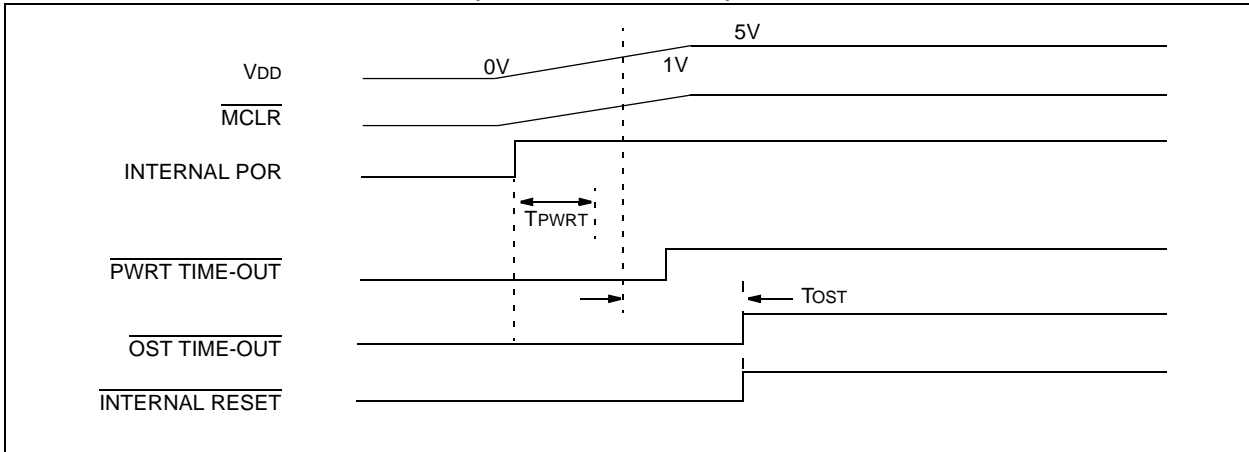 5V
VDD
0V
1V
MCLR
INTERNAL POR
TPWRT
PWRT TIME-OUT
TOST
OST TIME-OUT
INTERNAL RESET